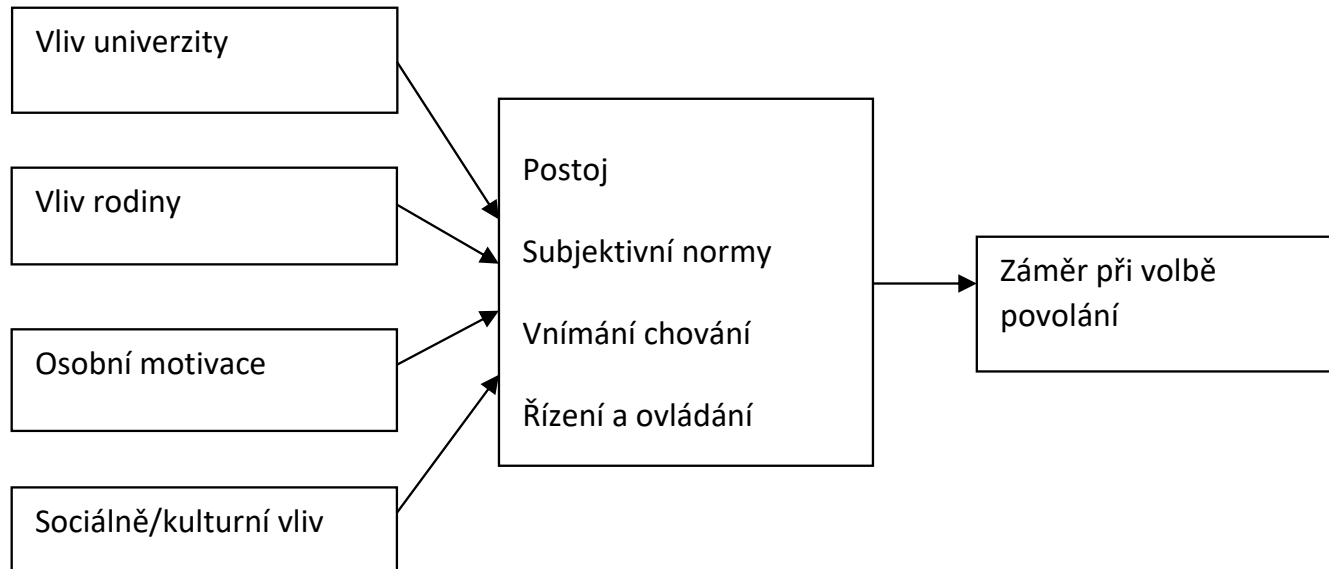 Vliv univerzity
Vliv rodiny
Osobní motivace
Sociálně/kulturní vliv
Postoj
Subjektivní normy
Vnímání chování
Řízení a ovládání
Záměr při volbě
povolání